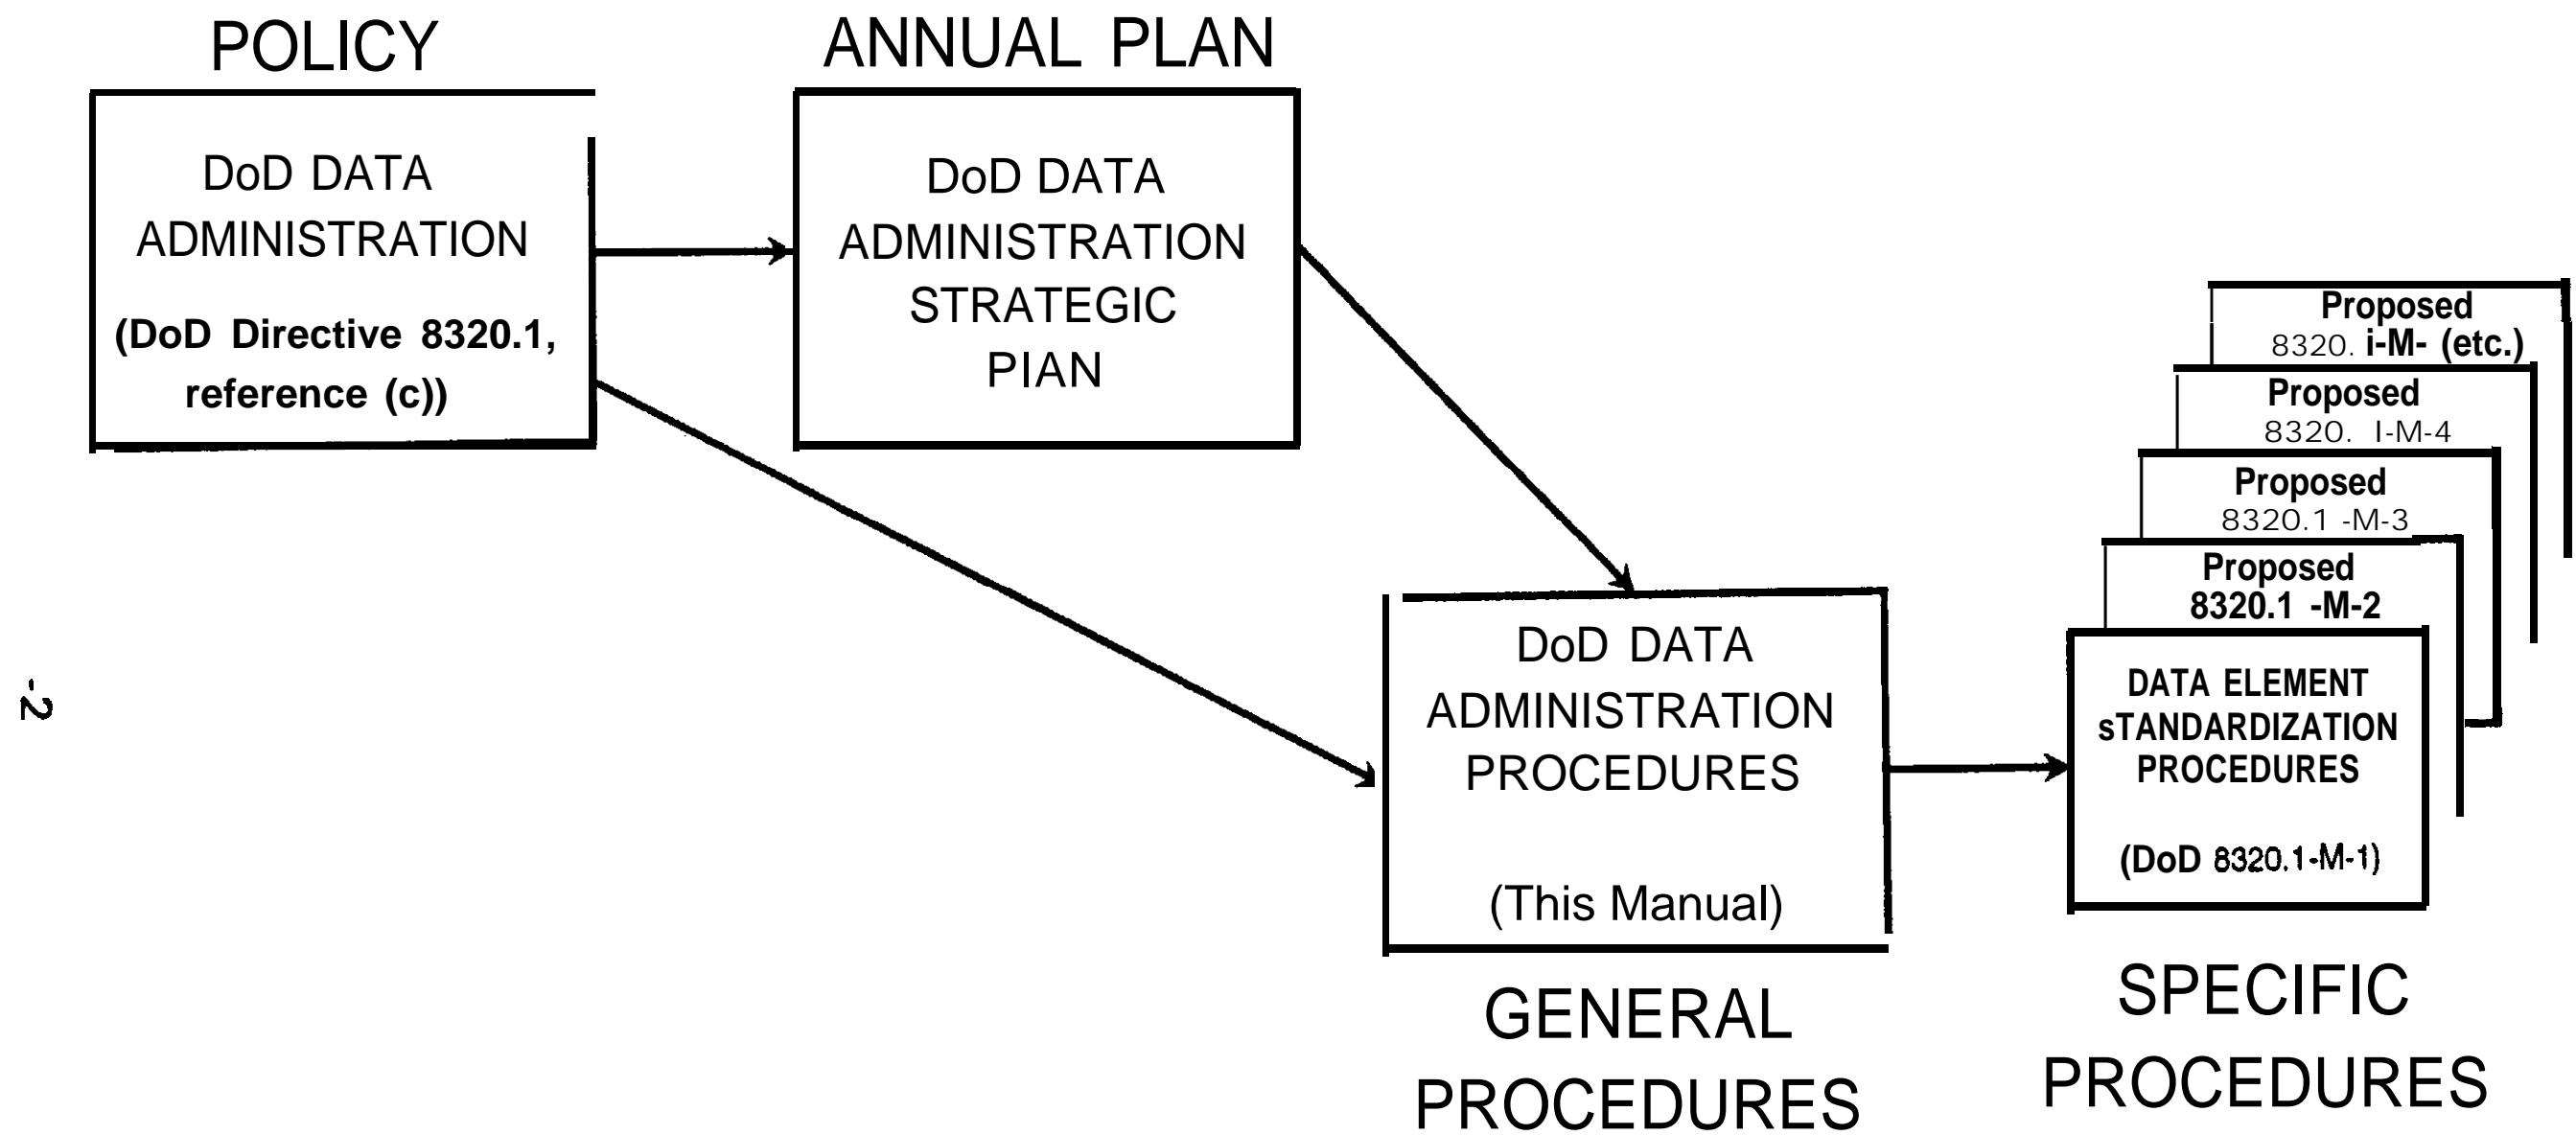 POLICY
DoD DATA
ADMINISTRATION
(DoD Directive 8320.1,
reference (c))
ANNUAL PLAN
DoD DATA
ADMINISTRATION
STRATEGIC
PIAN
Proposed
8320. i-M- (etc.)
Proposed
8320. I-M-4
Proposed
8320.1 -M-3
Proposed
8320.1 -M-2
DATA ELEMENT
sTANDARDIZATION
PROCEDURES
(DoD 8320.1-M-1)
SPECIFIC
PROCEDURES
DoD DATA
ADMINISTRATION
PROCEDURES
(This Manual)
GENERAL
PROCEDURES
-2